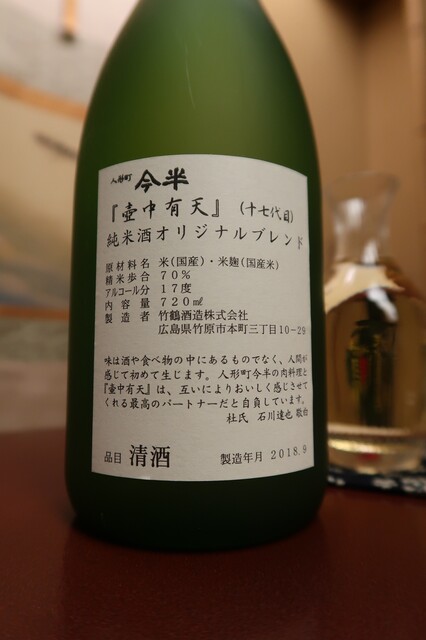 人形町 今半
『壷中有天』(十七代目)
純米酒オリジナルブレンド
原材料名 米(国産)・米麹(国産米)
精米歩合 70%
アルコール分 17度
内容量 720㎖
製造者 竹鶴酒造株式会社
広島県竹原市本町三丁目10-29
味は酒や食べ物の中にあるものでなく、人間が
感じて初めて生じます。人形町今半の肉料理と
『壷中有天』は、互いによりおいしく感じさせて
くれる最高のパートナーだと自負しています。
杜氏 石川達也 敬白
品目 清酒 製造年月 2018.9